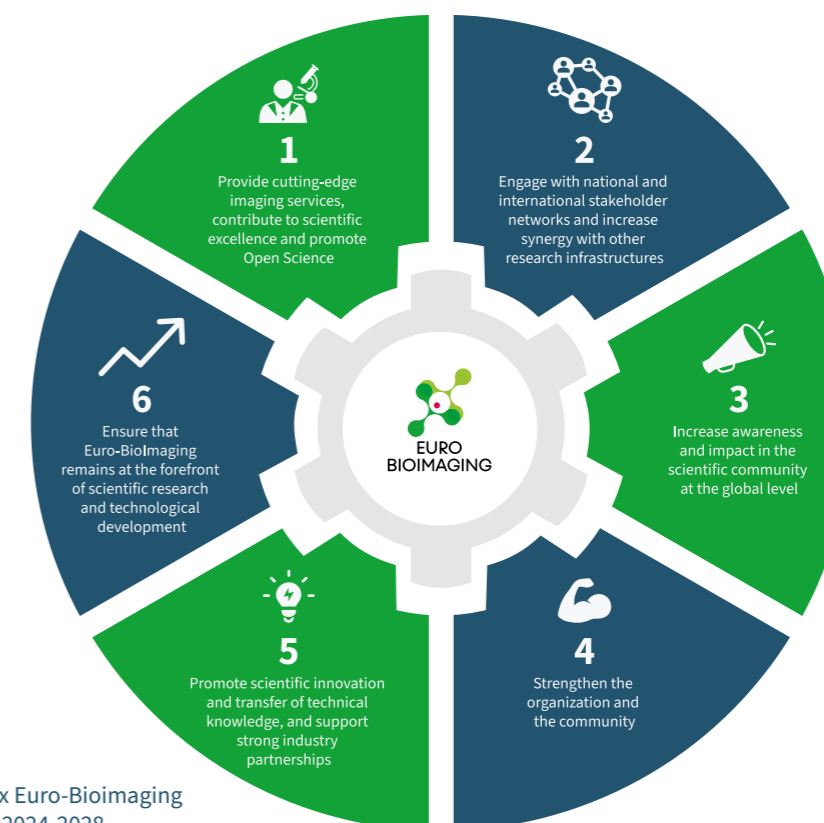 1
Provide cutting-edge
imaging services,
contribute to scientific
excellence and promote
Open Science
2
Engage with national and
international stakeholder
networks and increase
synergy with other
research infrastructures
3
Increase awareness
and impact in the
scientific community
at the global level
4
Strengthen the
organization and
the community
5
Promote scientific innovation
and transfer of technical
knowledge, and support
strong industry
partnerships
6
Ensure that
Euro-BioImaging
remains at the forefront
of scientific research
and technological
development
EURO
BIOIMAGING
x Euro-Bioimaging
2024-2028